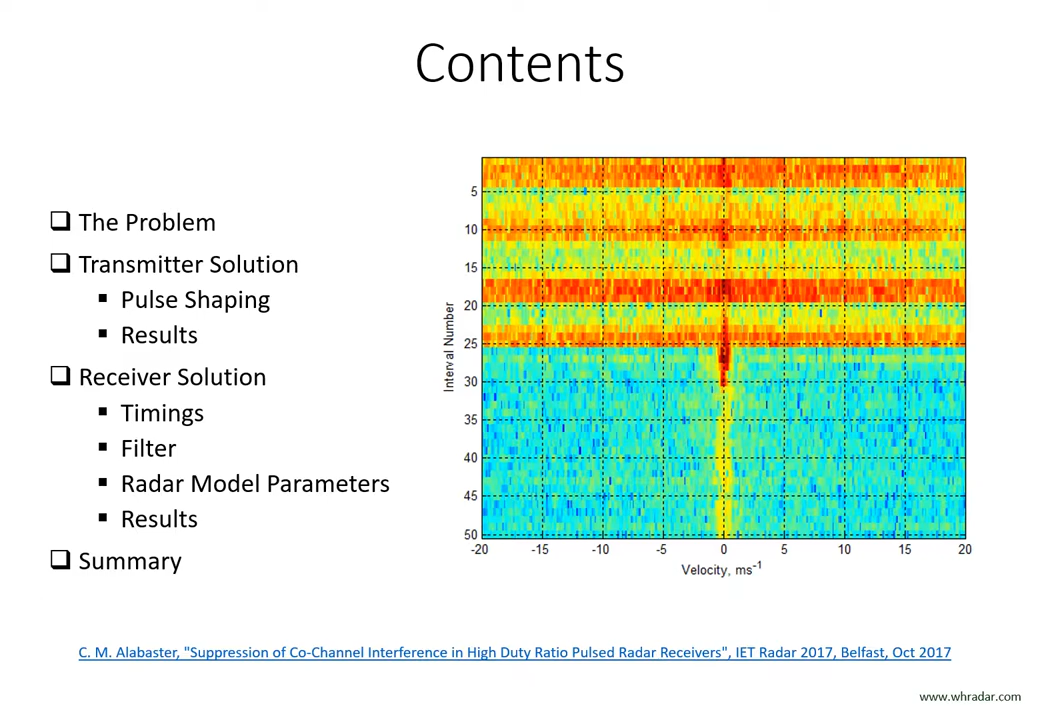 Contents
❑ The Problem
❑ Transmitter Solution
▪ Pulse Shaping
▪ Results
❑ Receiver Solution
▪ Timings
▪ Filter
▪ Radar Model Parameters
▪ Results
❑ Summary
Interval Number
5
10
15
20
25
30
35
40
45
50
-20 -15 -10 -5 0 5 10 15 20
Velocity, ms⁻¹
C. M. Alabaster, "Suppression of Co-Channel Interference in High Duty Ratio Pulsed Radar Receivers", IET Radar 2017, Belfast, Oct 2017
www.whradar.com